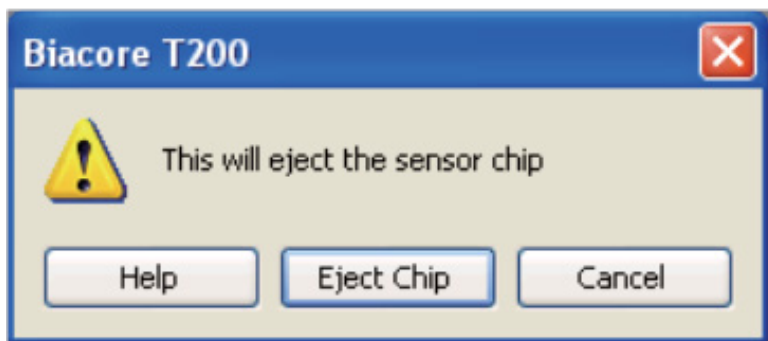 Biacore T200
This will eject the sensor chip
Help Eject Chip Cancel